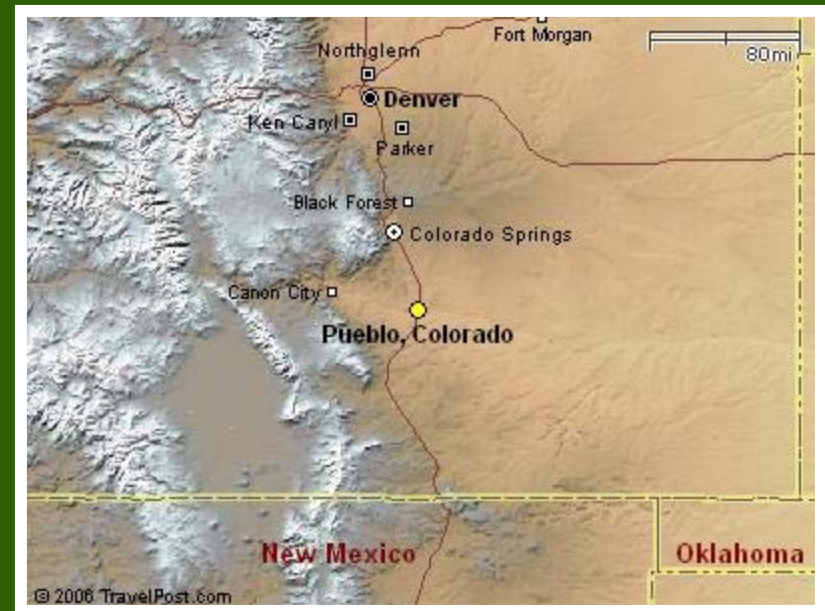 Fort Morgan
Northglenn
80mi
Denver
Ken Caryl
Parker
Black Forest
Colorado Springs
Canon City
Pueblo, Colorado
New Mexico
Oklahoma
© 2006 TravelPost.com